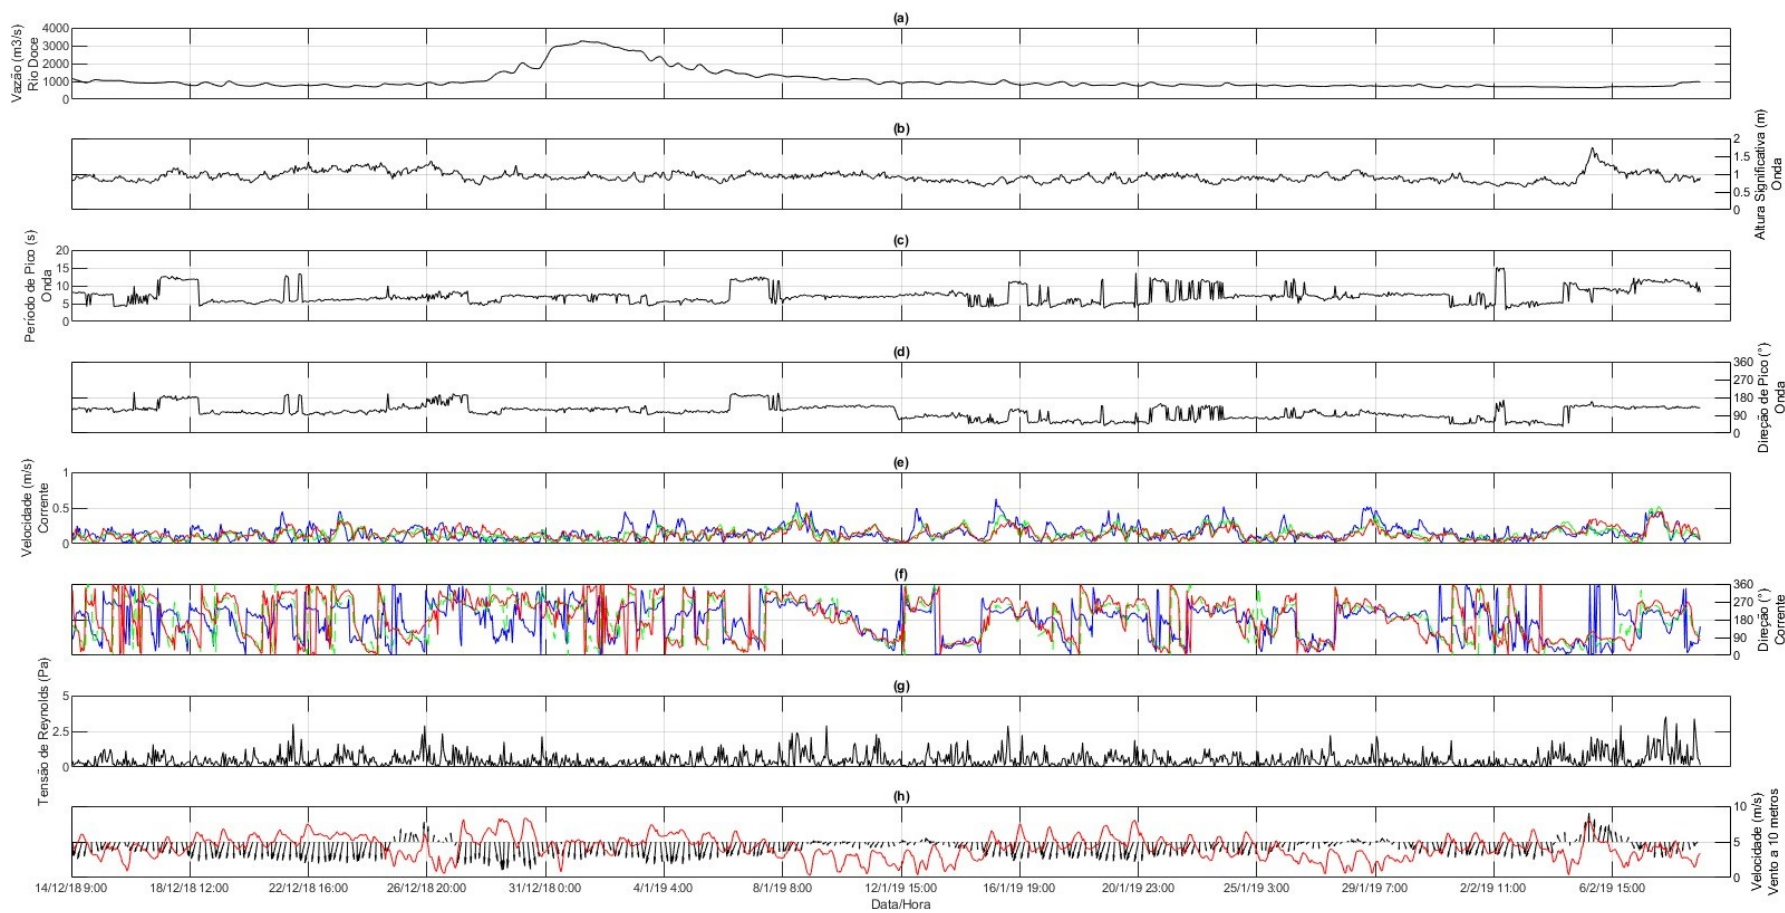 (a)
Vazão (m3/s)
Rio Doce
4000
3000
2000
1000
0
(b)
2
1.5
1
0.5
0
Altura Significativa (m)
Onda
(c)
Período de Pico (s)
Onda
20
15
10
5
0
(d)
360
270
180
90
0
Direção de Pico (°)
Onda
(e)
Velocidade (m/s)
Corrente
1
0.5
0
(f)
360
270
180
90
0
Direção (°)
Corrente
(g)
Tensão de Reynolds (Pa)
5
2.5
0
(h)
10
5
0
Velocidade (m/s)
Vento a 10 metros
14/12/18 9:00 18/12/18 12:00 22/12/18 16:00 26/12/18 20:00 31/12/18 0:00 4/1/19 4:00 8/1/19 8:00 12/1/19 15:00 16/1/19 19:00 20/1/19 23:00 25/1/19 3:00 29/1/19 7:00 2/2/19 11:00 6/2/19 15:00
Data/Hora